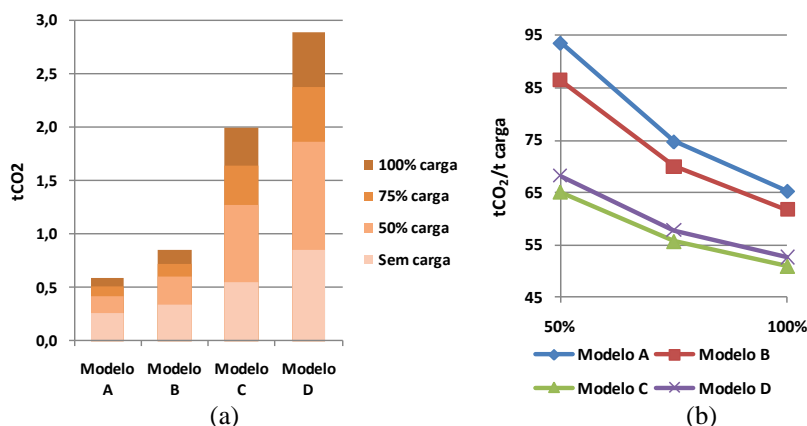 3,0
2,5
2,0
1,5
1,0
0,5
0,0
tCO2
100% carga
75% carga
50% carga
Sem carga
Modelo A
Modelo B
Modelo C
Modelo D
(a)
95
85
75
65
55
45
tCO₂/t carga
50%
100%
Modelo A
Modelo B
Modelo C
Modelo D
(b)